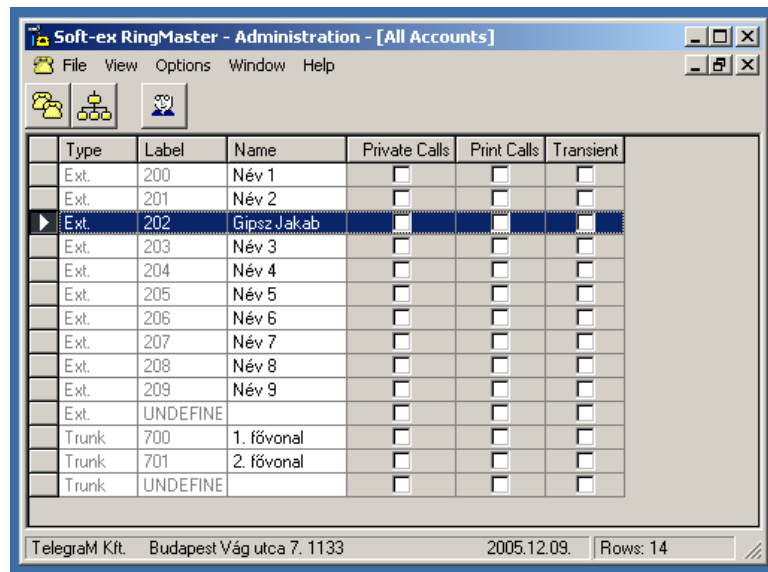 Soft-ex RingMaster - Administration - [All Accounts]
File View Options Window Help
Type Label Name Private Calls Print Calls Transient
Ext. 200 Név 1
Ext. 201 Név 2
Ext. 202 Gipsz Jakab
Ext. 203 Név 3
Ext. 204 Név 4
Ext. 205 Név 5
Ext. 206 Név 6
Ext. 207 Név 7
Ext. 208 Név 8
Ext. 209 Név 9
Ext. UNDEFINE
Trunk 700 1. fővonal
Trunk 701 2. fővonal
Trunk UNDEFINE
TelegraM Kft. Budapest Vág utca 7. 1133 2005.12.09. Rows: 14